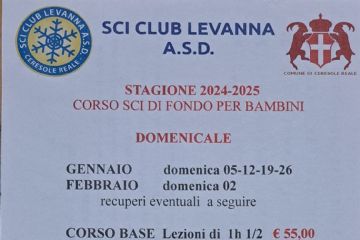 SCI CLUB LEVANNA A.S.D.
CERESOLE REALE
SCI CLUB LEVANNA
A.S.D.
COMUNE DI CERESOLE REALE
STAGIONE 2024-2025
CORSO SCI DI FONDO PER BAMBINI
DOMENICALE
GENNAIO domenica 05-12-19-26
FEBBRAIO domenica 02
recuperi eventuali a seguire
CORSO BASE Lezioni di 1h 1/2 € 55,00